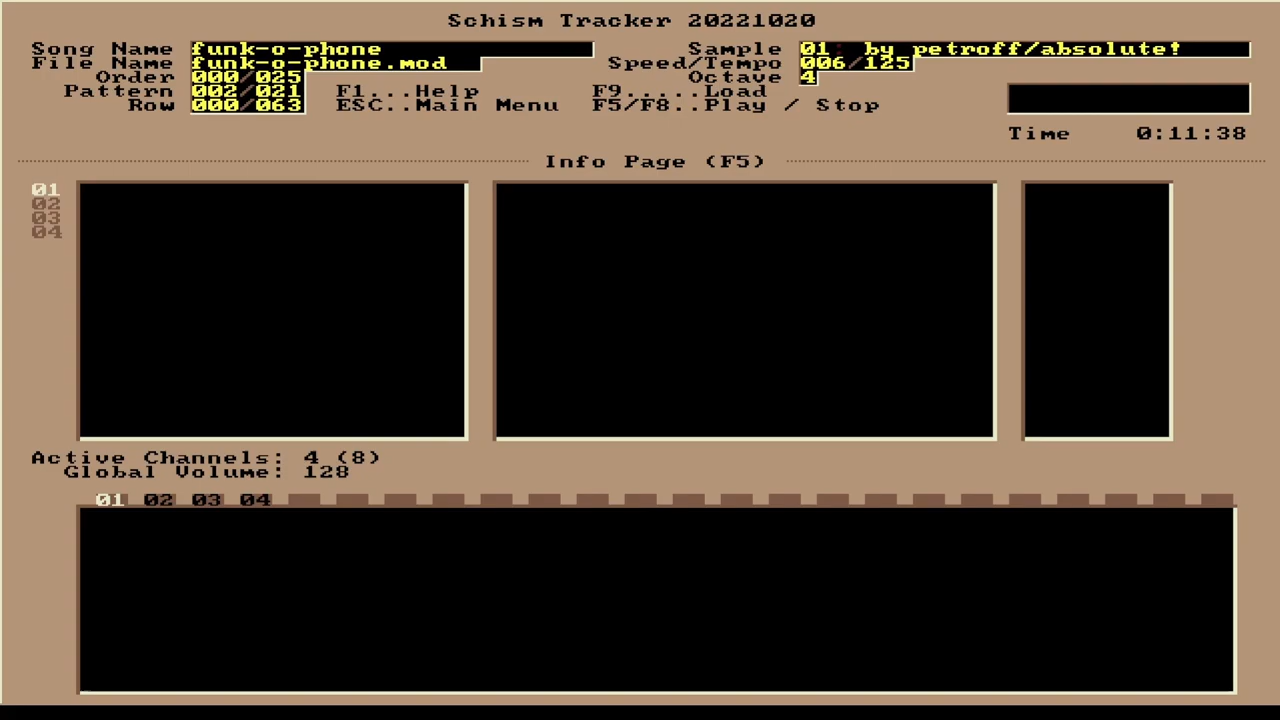 Schism Tracker 20221020
Song Name funk-o-phone Sample 01: by petroff/absolute!
File Name funk-o-phone.mod Speed/Tempo 006/125
Order 000/025 Octave 4
Pattern 002/021 F1...Help F9.....Load
Row 000/063 ESC..Main Menu F5/F8..Play / Stop
Time 0:11:38
Info Page (F5)
01
02
03
04
Active Channels: 4 (8)
Global Volume: 128
01 02 03 04